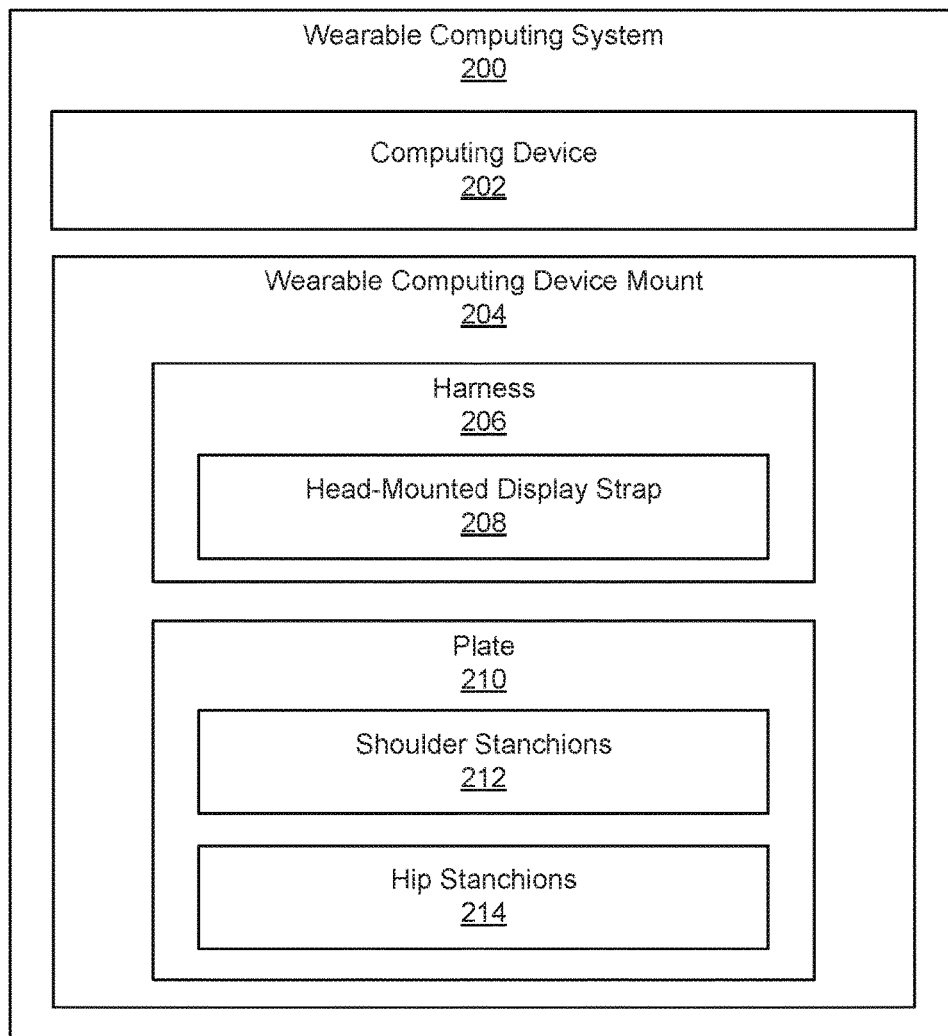 Wearable Computing System
200
Computing Device
202
Wearable Computing Device Mount
204
Harness
206
Head-Mounted Display Strap
208
Plate
210
Shoulder Stanchions
212
Hip Stanchions
214